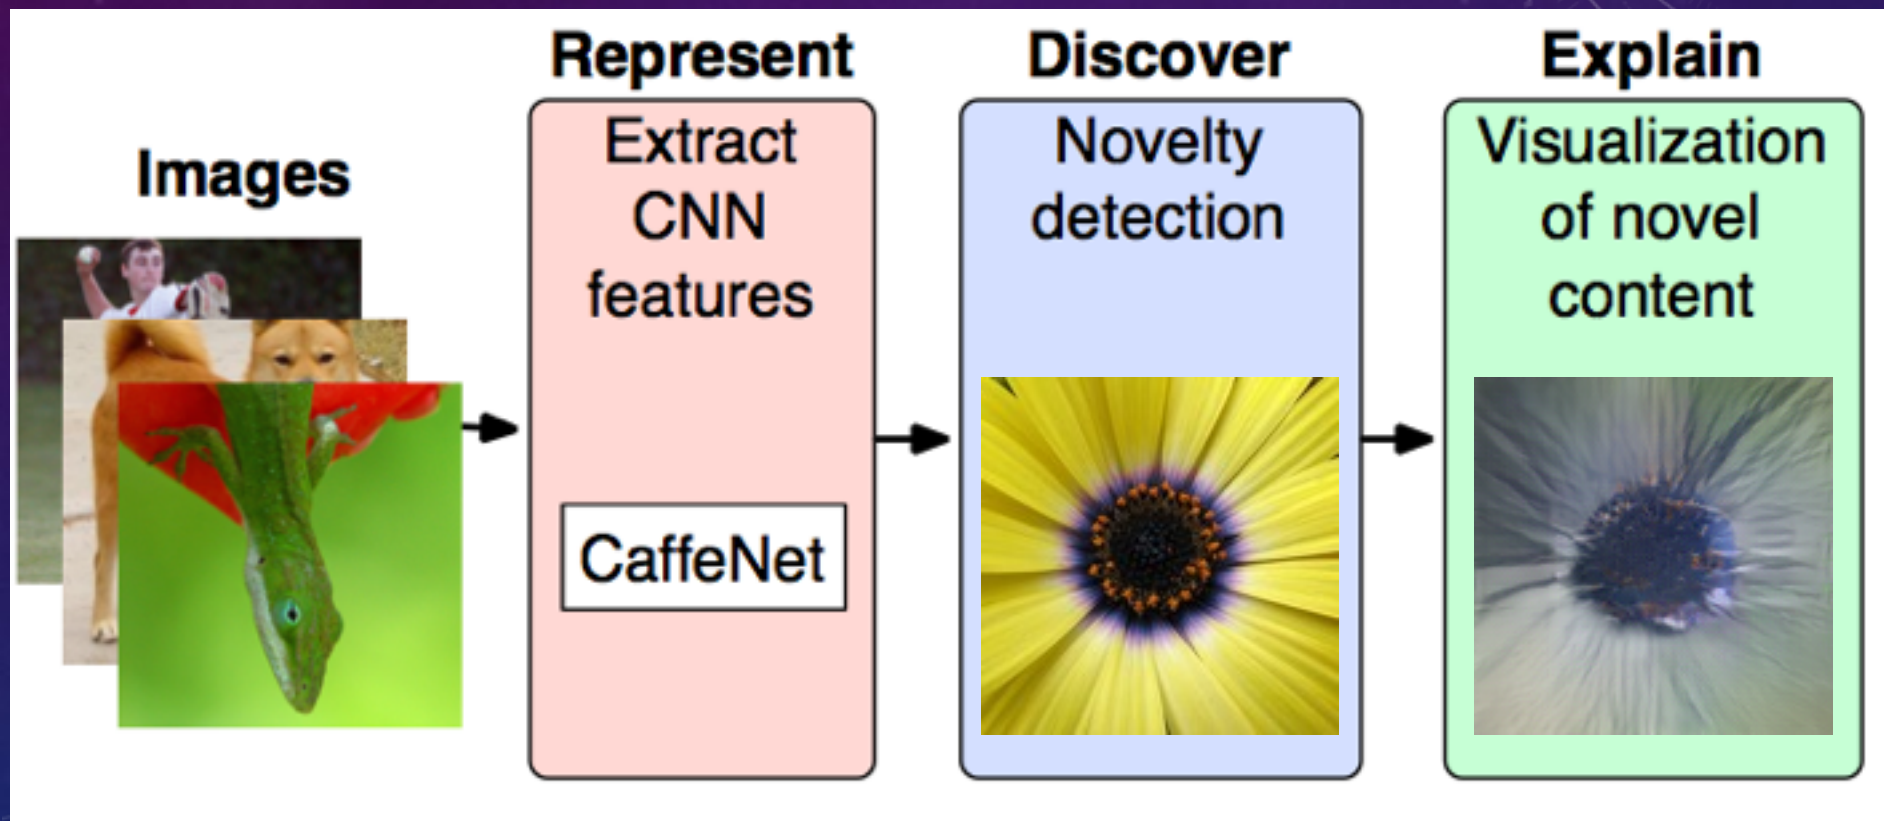 Images
Represent
Extract
CNN
features
CaffeNet
Discover
Novelty
detection
Explain
Visualization
of novel
content